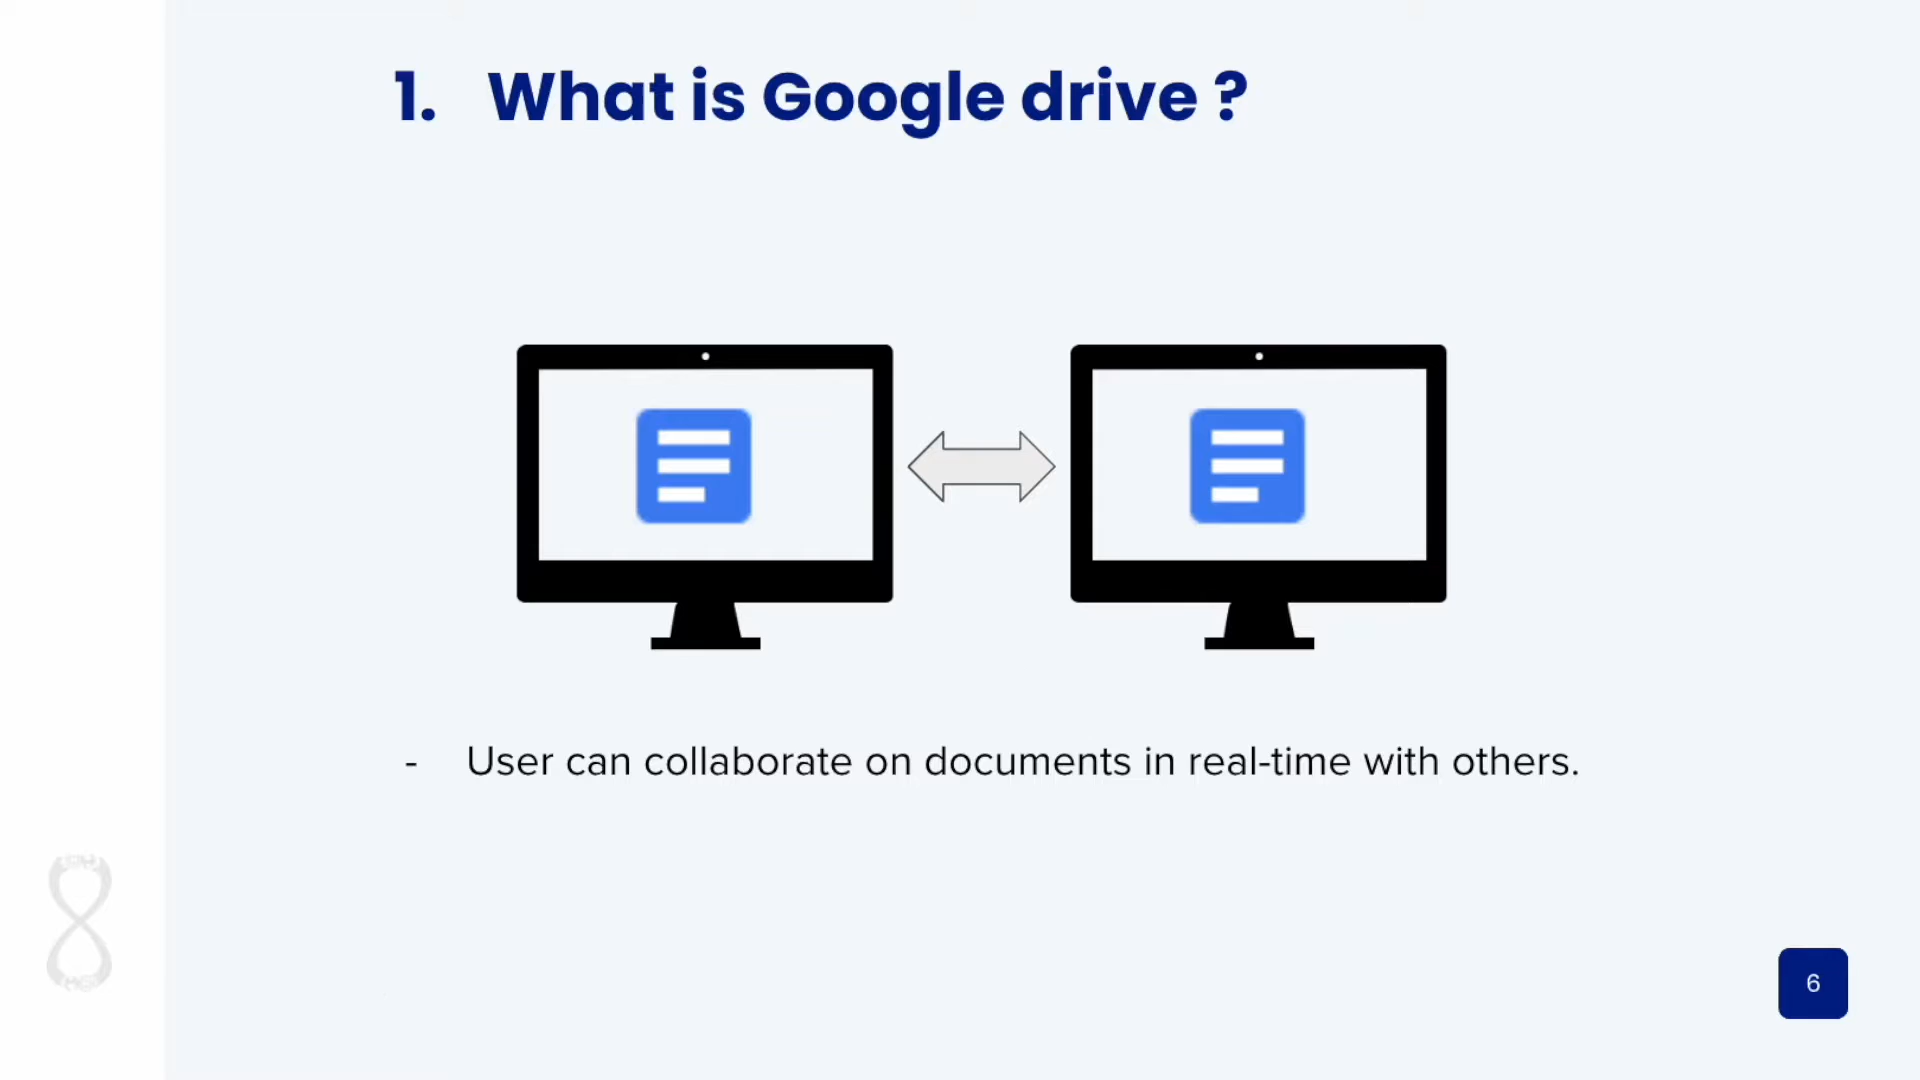 1. What is Google drive ?
- User can collaborate on documents in real-time with others.
6